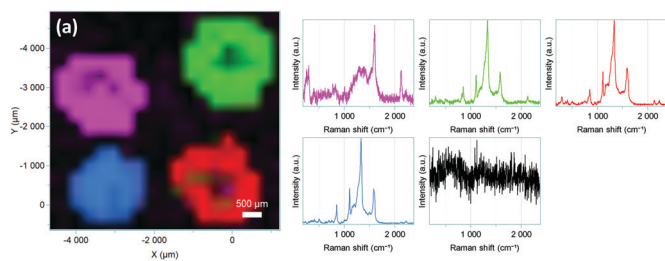 (a)
-4 000
-3 000
-2 000
-1 000
0
Y (µm)
-4 000
-2 000
0
X (µm)
500 µm
Intensity (a.u.)
1 000
2 000
Raman shift (cm⁻¹)
Intensity (a.u.)
1 000
2 000
Raman shift (cm⁻¹)
Intensity (a.u.)
1 000
2 000
Raman shift (cm⁻¹)
Intensity (a.u.)
1 000
2 000
Raman shift (cm⁻¹)
Intensity (a.u.)
1 000
2 000
Raman shift (cm⁻¹)